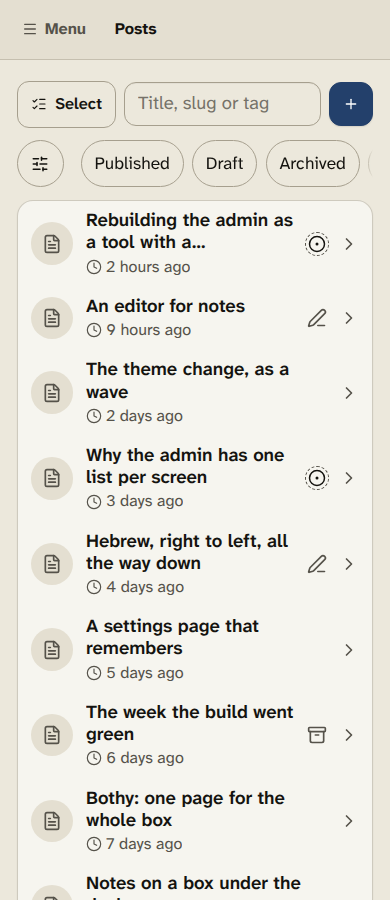 Menu
Posts
Select
Title, slug or tag
Published
Draft
Archived
Rebuilding the admin as
a tool with a...
2 hours ago
An editor for notes
9 hours ago
The theme change, as a
wave
2 days ago
Why the admin has one
list per screen
3 days ago
Hebrew, right to left, all
the way down
4 days ago
A settings page that
remembers
5 days ago
The week the build went
green
6 days ago
Bothy: one page for the
whole box
7 days ago
Notes on a box under the